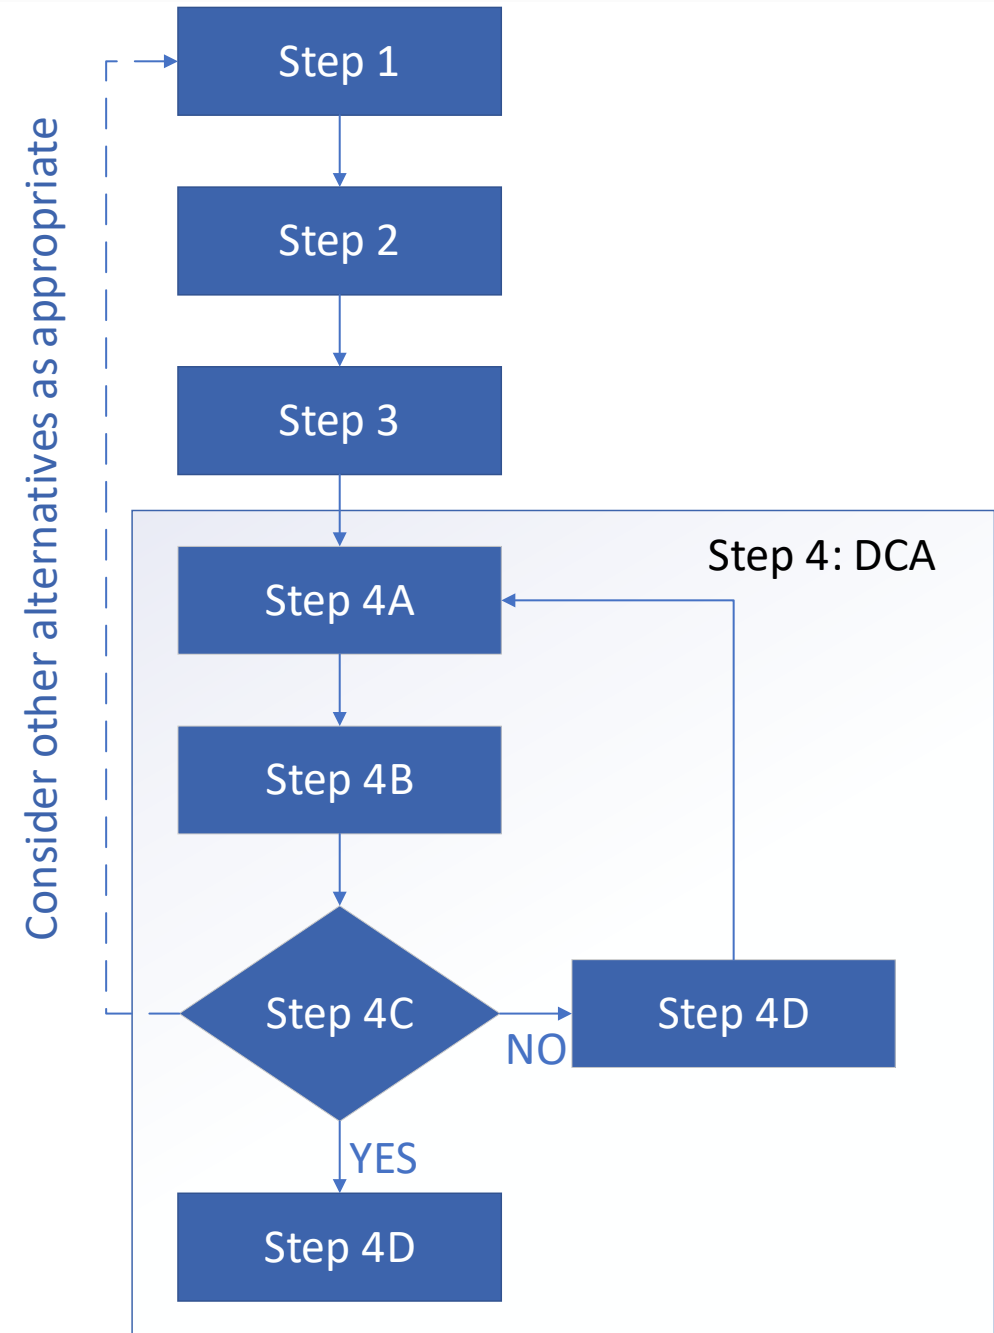 Step 1
Consider other alternatives as appropriate
Step 2
Step 3
Step 4: DCA
Step 4A
Step 4B
Step 4C
NO
Step 4D
YES
Step 4D